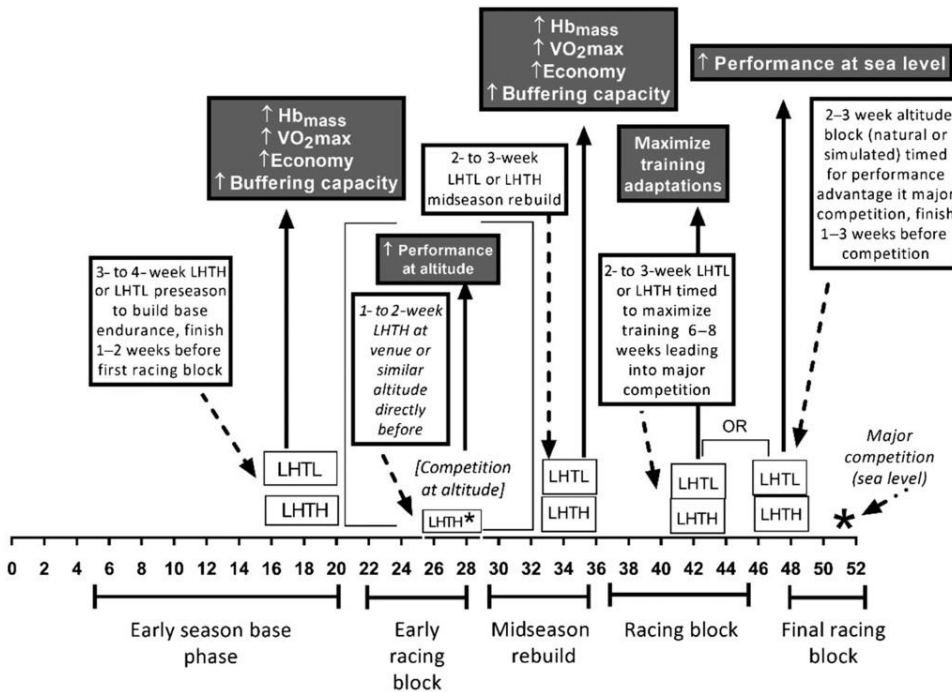 ↑ Hbmass
↑ VO2max
↑Economy
↑ Buffering capacity
↑ Hbmass
↑ VO2max
↑Economy
↑ Buffering capacity
↑ Performance at sea level
2–3 week altitude
block (natural or
simulated) timed
for performance
advantage it major
competition, finish
1–3 weeks before
competition
2- to 3-week
LHTL or LHTH
midseason rebuild
Maximize
training
adaptations
↑ Performance
at altitude
3- to 4- week LHTH
or LHTL preseason
to build base
endurance, finish
1–2 weeks before
first racing block
1- to 2-week
LHTH at
venue or
similar
altitude
directly
before
2- to 3-week LHTL
or LHTH timed
to maximize
training 6–8
weeks leading
into major
competition
OR
Major
competition
(sea level)
[Competition
at altitude]
LHTL
LHTH
LHTH*
LHTL
LHTH
LHTL
LHTH
LHTL
LHTH
*
0 2 4 6 8 10 12 14 16 18 20 22 24 26 28 30 32 34 36 38 40 42 44 46 48 50 52
Early season base
phase
Early
racing
block
Midseason
rebuild
Racing block
Final racing
block